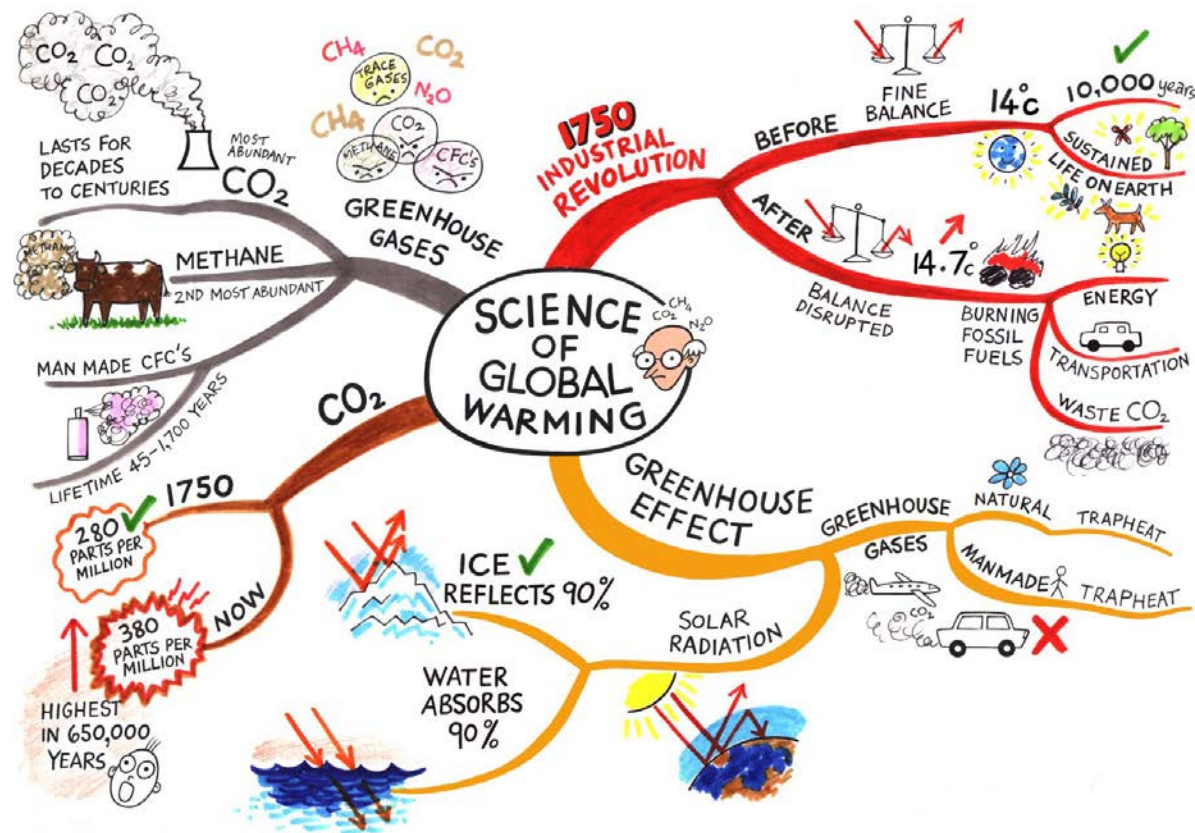 SCIENCE
OF
GLOBAL
WARMING
CH4
CO2
N2O
1750
INDUSTRIAL
REVOLUTION
BEFORE
FINE
BALANCE
14°C
10,000 years
SUSTAINED
LIFE ON EARTH
AFTER
BALANCE
DISRUPTED
14.7°C
BURNING
FOSSIL
FUELS
ENERGY
TRANSPORTATION
WASTE CO2
GREENHOUSE
EFFECT
GREENHOUSE
GASES
NATURAL
TRAPHEAT
MANMADE
TRAPHEAT
CO2
SOLAR
RADIATION
ICE
REFLECTS 90%
WATER
ABSORBS
90%
CO2
1750
280
PARTS PER
MILLION
NOW
380
PARTS PER
MILLION
HIGHEST
IN 650,000
YEARS
GREENHOUSE
GASES
CH4
CO2
TRACE
GASES
N2O
CH4
CO2
METHANE
CFC'S
CO2
MOST
ABUNDANT
LASTS FOR
DECADES
TO CENTURIES
CO2
CO2
CO2
METHANE
2ND MOST ABUNDANT
METHANE
MAN MADE CFC'S
LIFETIME 45-1,700 YEARS